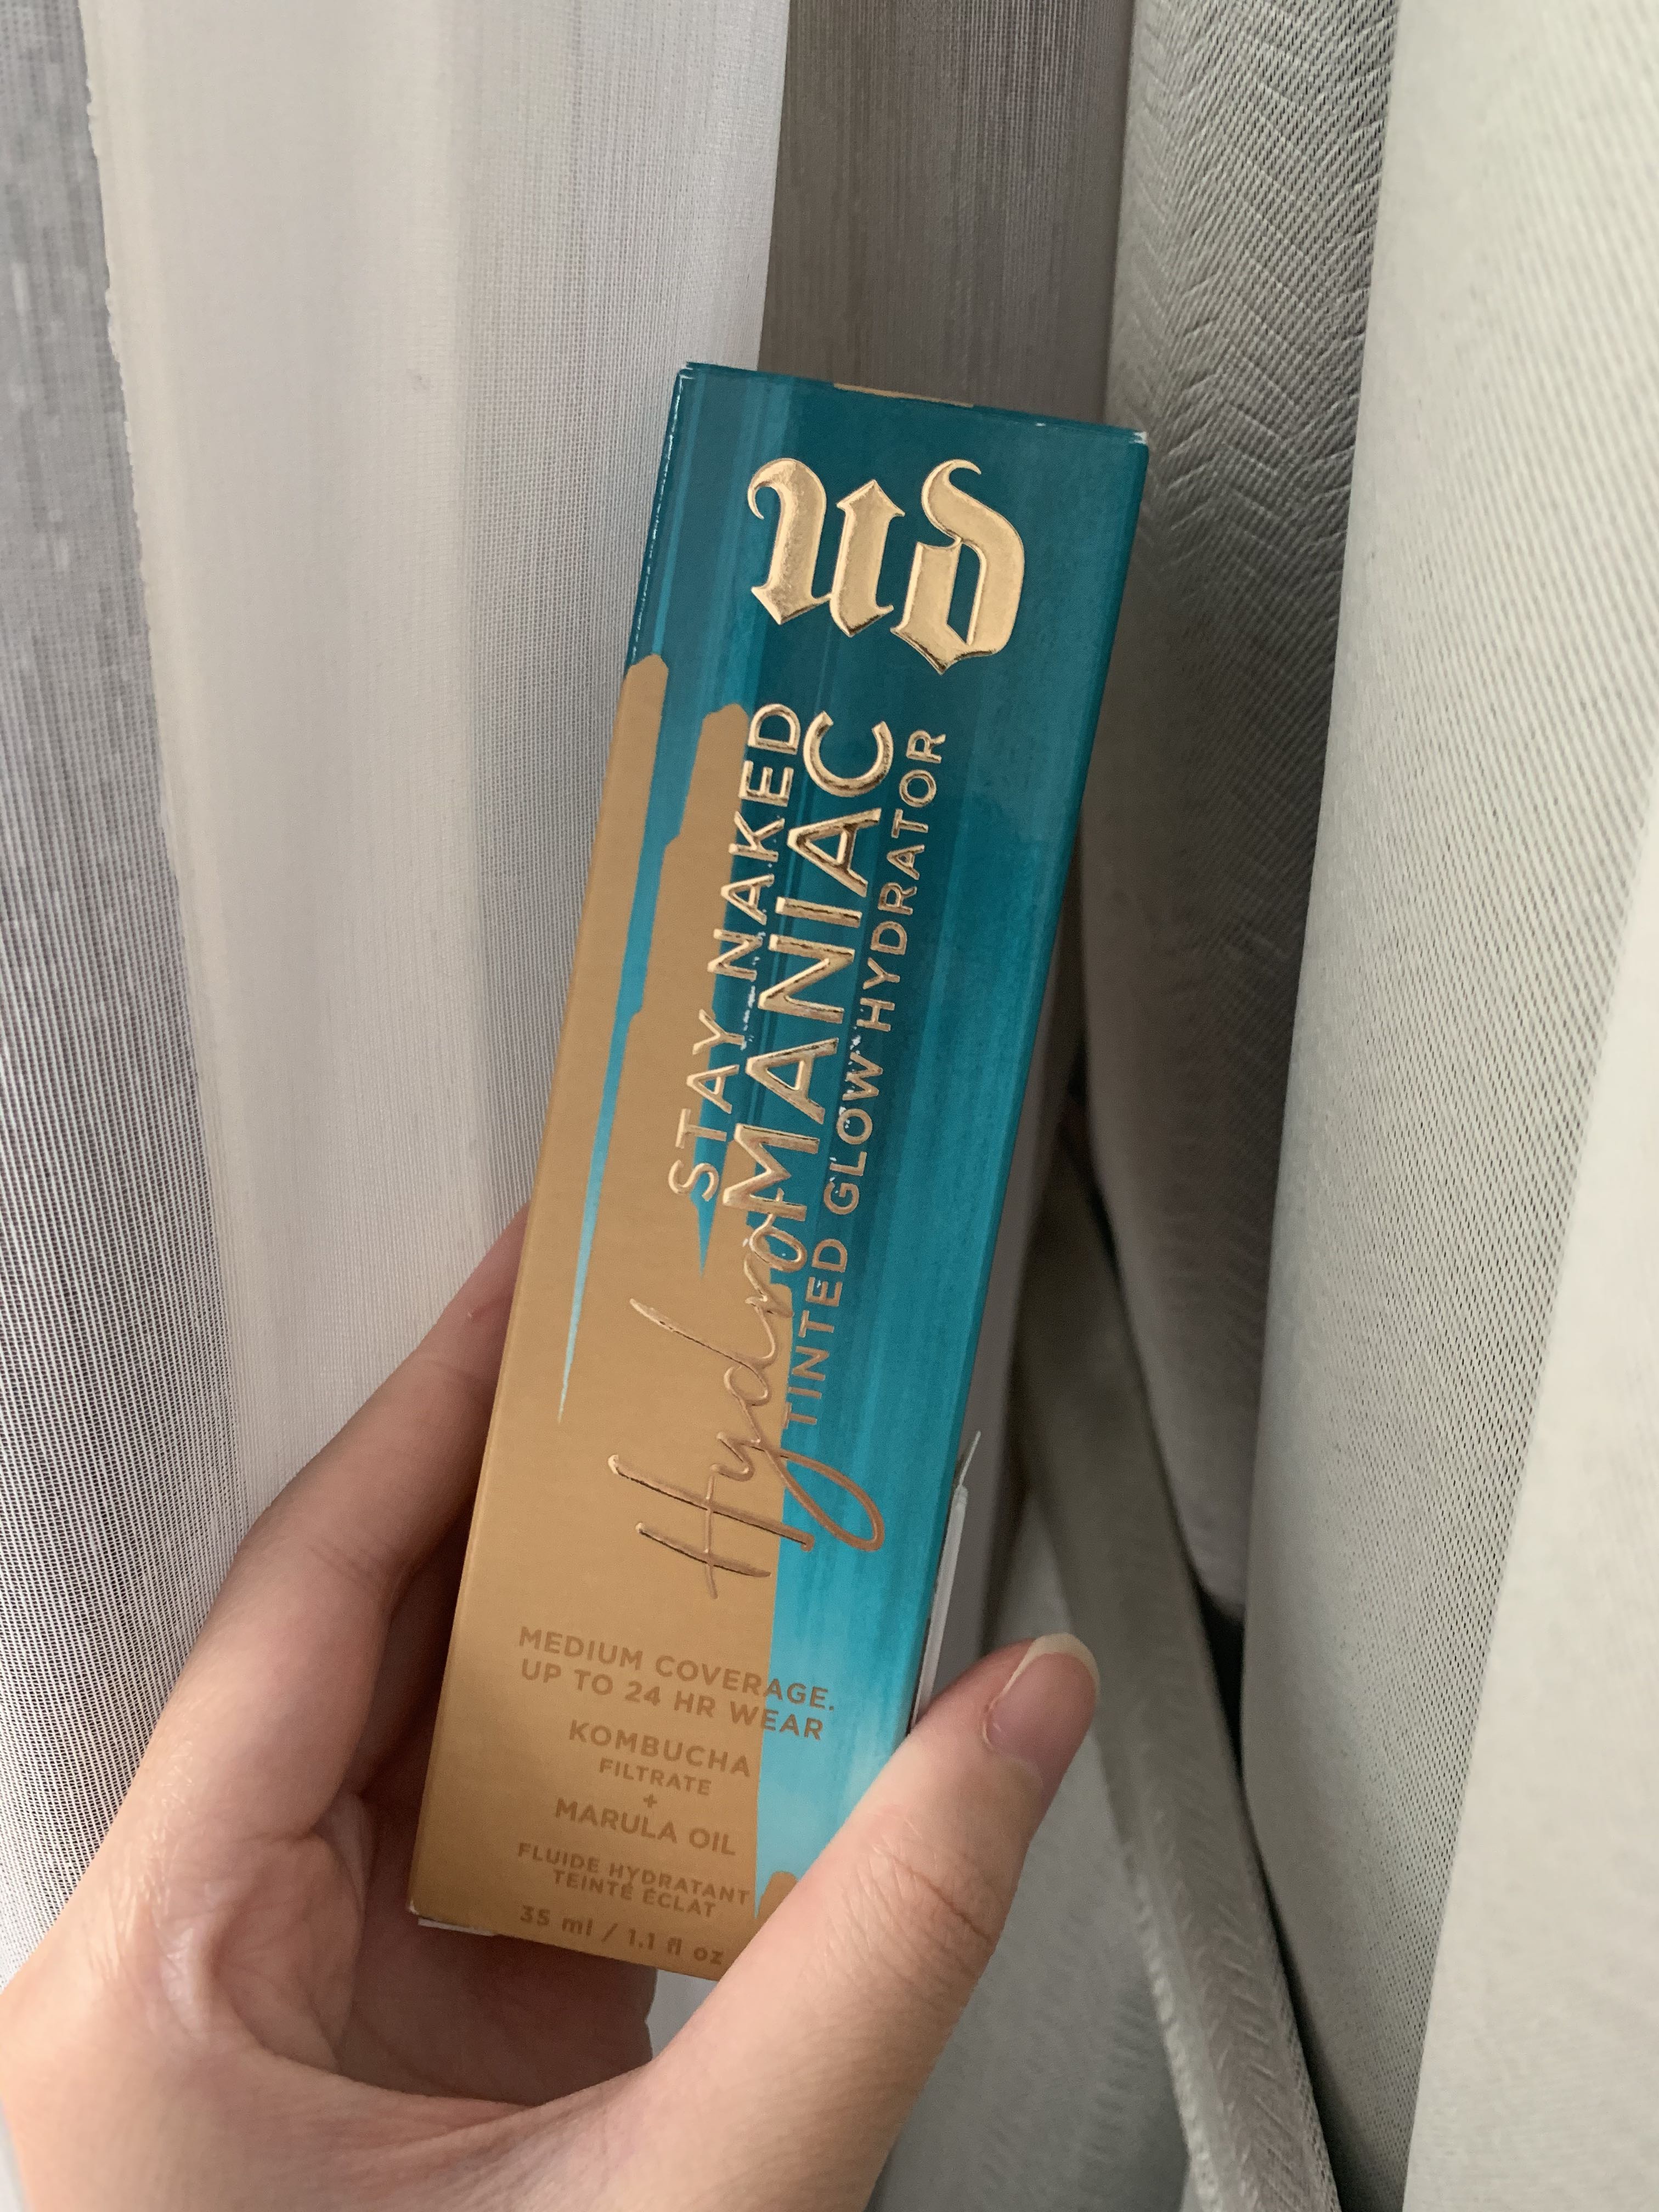 ud
STAY NAKED
HydroMANIAC
TINTED GLOW HYDRATOR
MEDIUM COVERAGE.
UP TO 24 HR WEAR
KOMBUCHA
FILTRATE
+
MARULA OIL
FLUIDE HYDRATANT
TEINTÉ ÉCLAT
35 ml / 1.1 fl oz